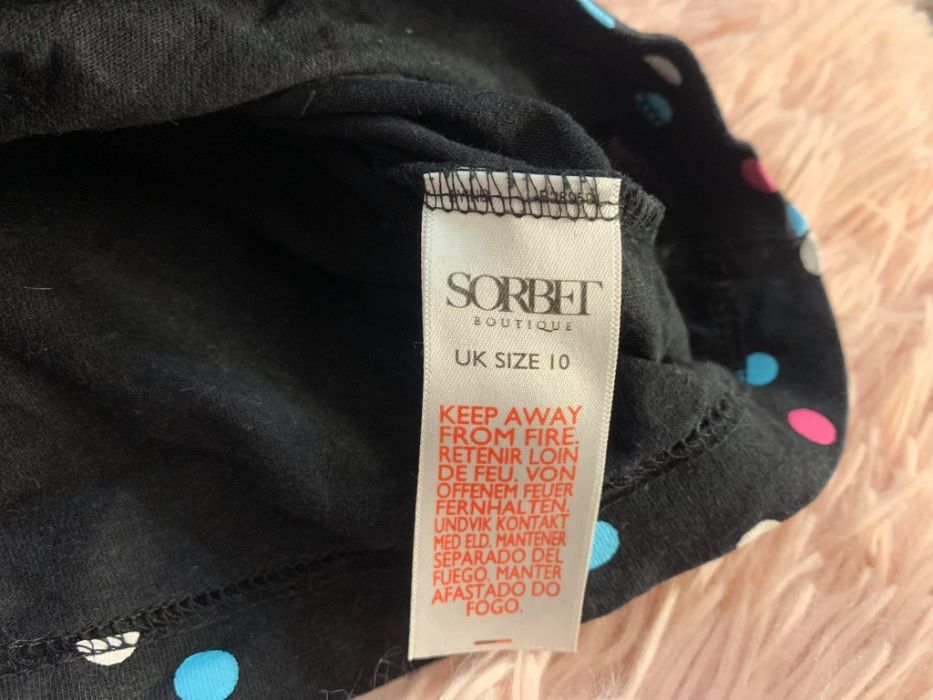 SORBET
BOUTIQUE
UK SIZE 10
KEEP AWAY
FROM FIRE.
RETENIR LOIN
DE FEU. VON
OFFENEM FEUER
FERNHALTEN.
UNDVIK KONTAKT
MED ELD. MANTENER
SEPARADO DEL
FUEGO. MANTER
AFASTADO DO
FOGO.